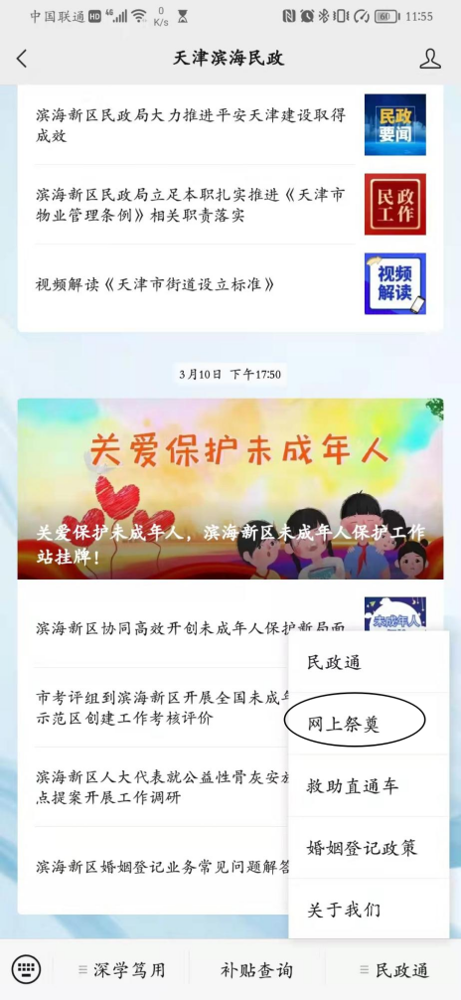 中国联通 HD 46 0 K/s 60 11:55
天津滨海民政
滨海新区民政局大力推进平安天津建设取得
成效
民政
要闻
滨海新区民政局立足本职扎实推进《天津市
物业管理条例》相关职责落实
民政
工作
视频解读《天津市街道设立标准》
视频
解读
3月10日 下午17:50
关爱保护未成年人
关爱保护未成年人，滨海新区未成年人保护工作
站挂牌！
滨海新区协同高效开创未成年人保护新局面
未成年人
市考评组到滨海新区开展全国未成年
示范区创建工作考核评价
滨海新区人大代表就公益性骨灰安放
点提案开展工作调研
滨海新区婚姻登记业务常见问题解答
民政通
网上祭奠
救助直通车
婚姻登记政策
关于我们
深学笃用
补贴查询
民政通